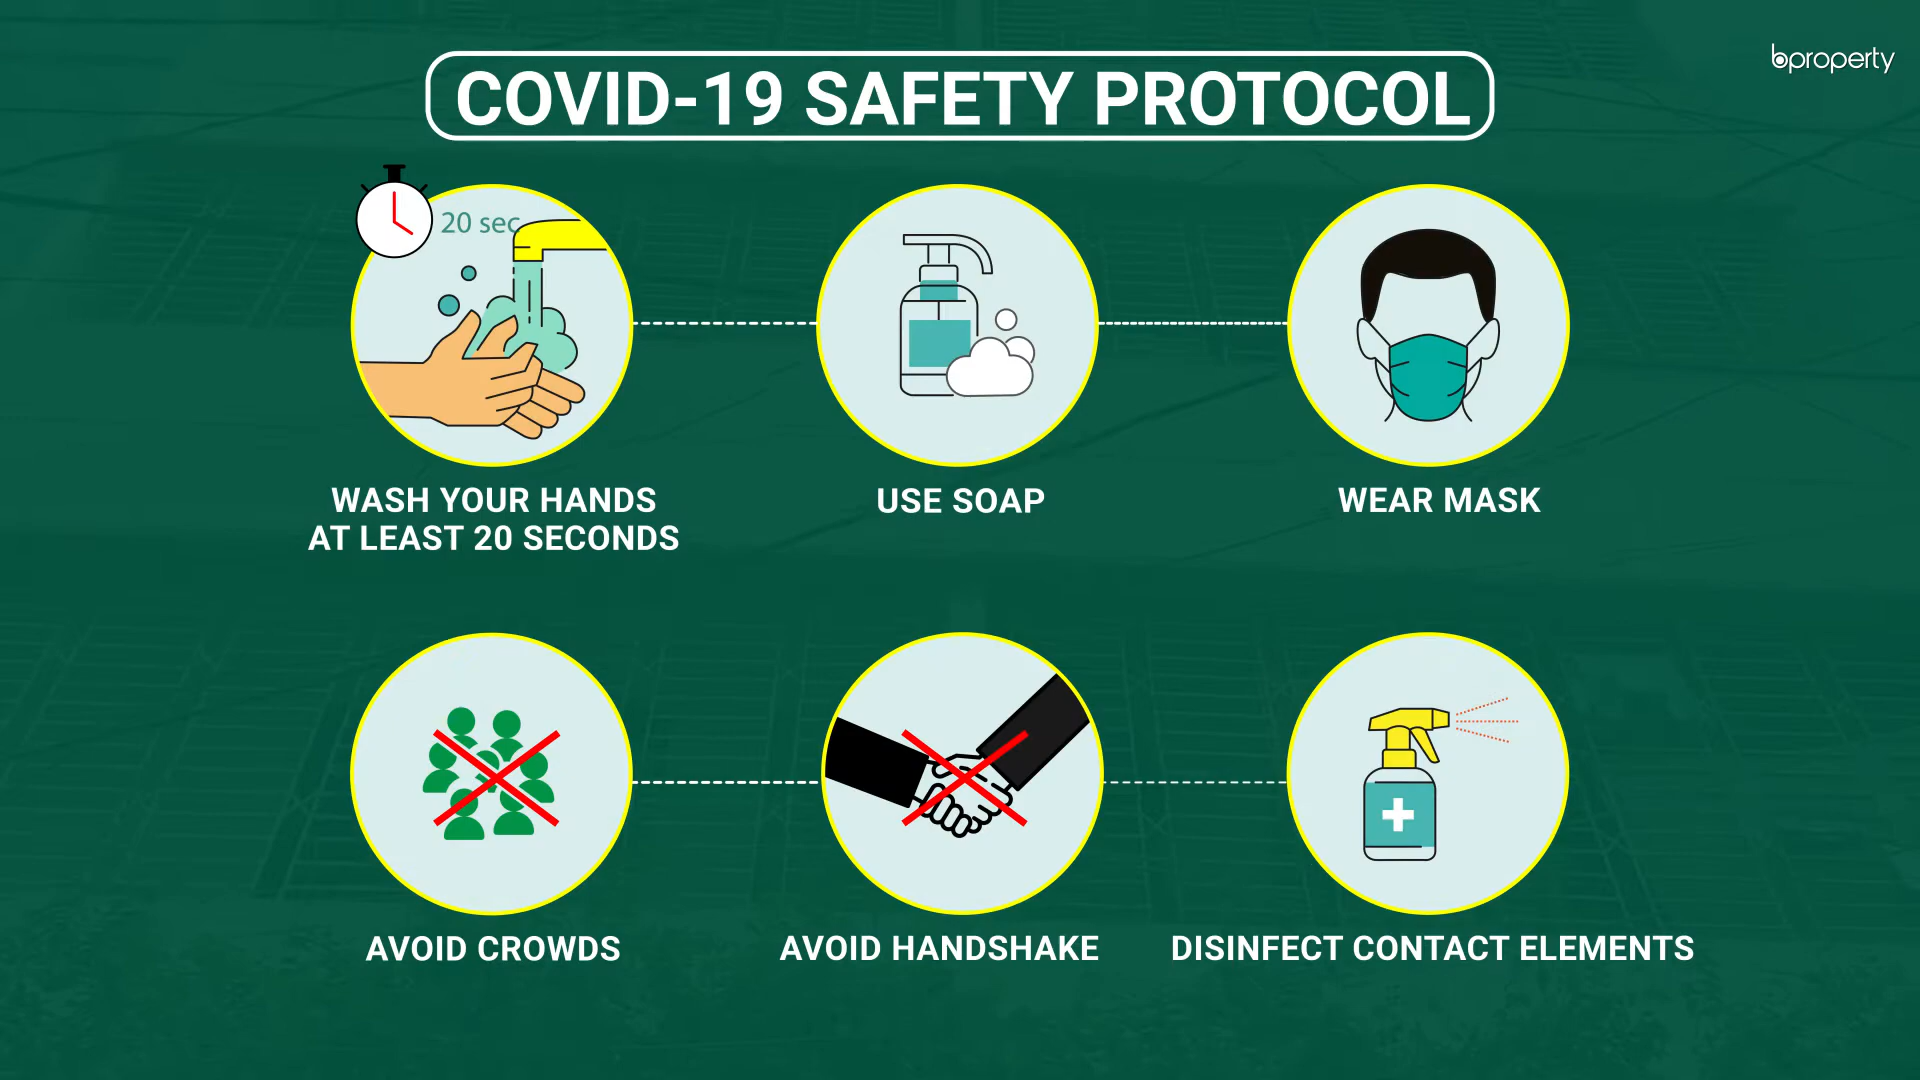 COVID-19 SAFETY PROTOCOL
bproperty
20 sec
WASH YOUR HANDS
AT LEAST 20 SECONDS
USE SOAP
WEAR MASK
AVOID CROWDS
AVOID HANDSHAKE
DISINFECT CONTACT ELEMENTS